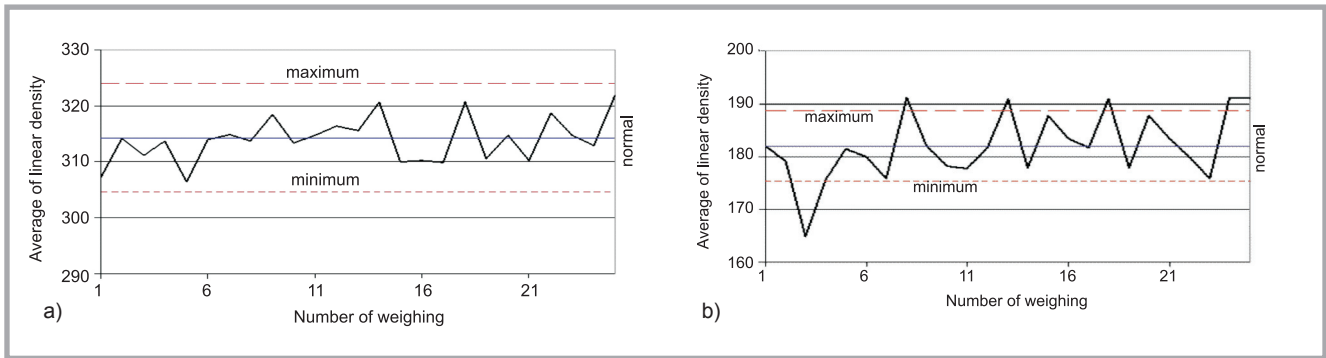 330
320
310
300
290
Average of linear density
maximum
minimum
normal
1 6 11 16 21
Number of weighing
a)
200
190
180
170
160
Average of linear density
maximum
minimum
normal
1 6 11 16 21
Number of weighing
b)